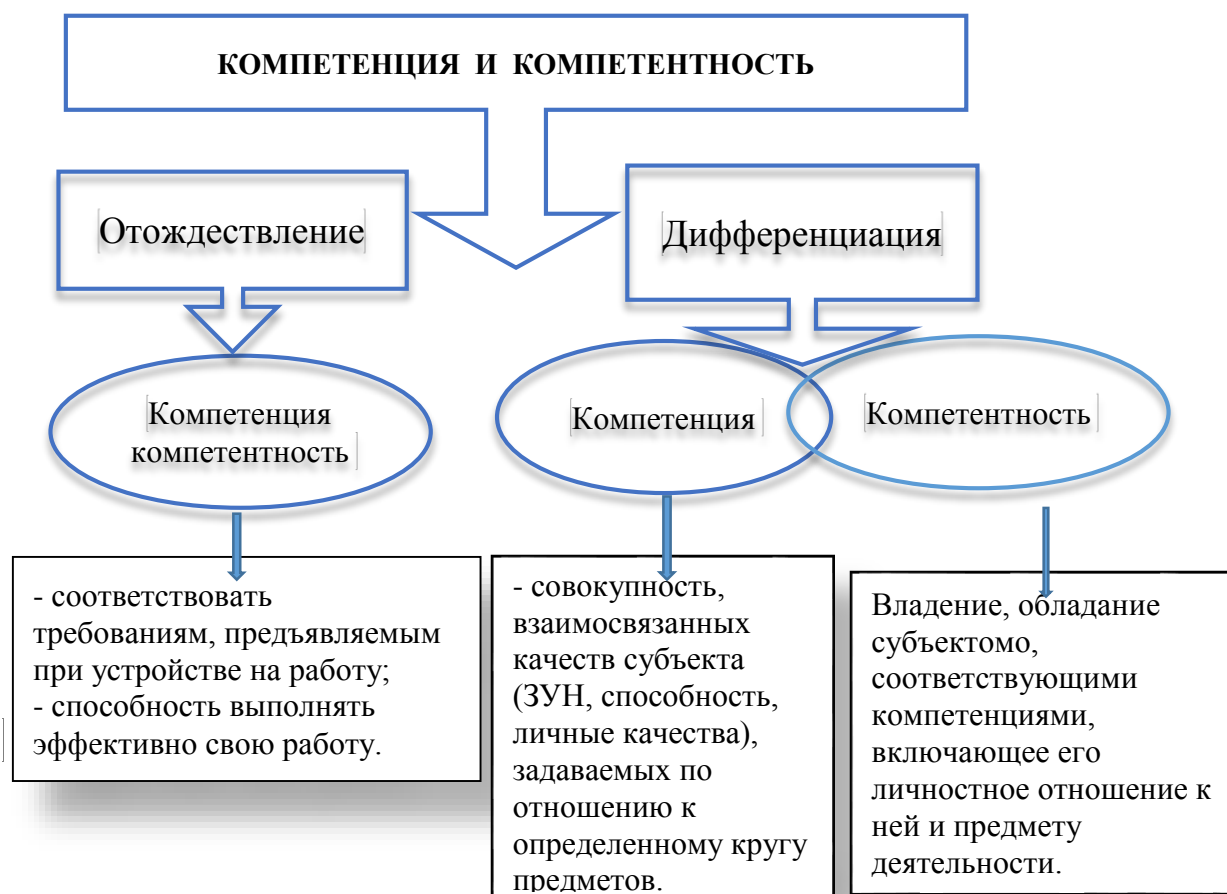 КОМПЕТЕНЦИЯ И КОМПЕТЕНТНОСТЬ
Отождествление
Дифференциация
Компетенция
компетентность
Компетенция
Компетентность
- соответствовать
требованиям, предъявляемым
при устройстве на работу;
- способность выполнять
эффективно свою работу.
- совокупность,
взаимосвязанных
качеств субъекта
(ЗУН, способность,
личные качества),
задаваемых по
отношению к
определенному кругу
предметов.
Владение, обладание
субъектомо,
соответствующими
компетенциями,
включающее его
личностное отношение к
ней и предмету
деятельности.